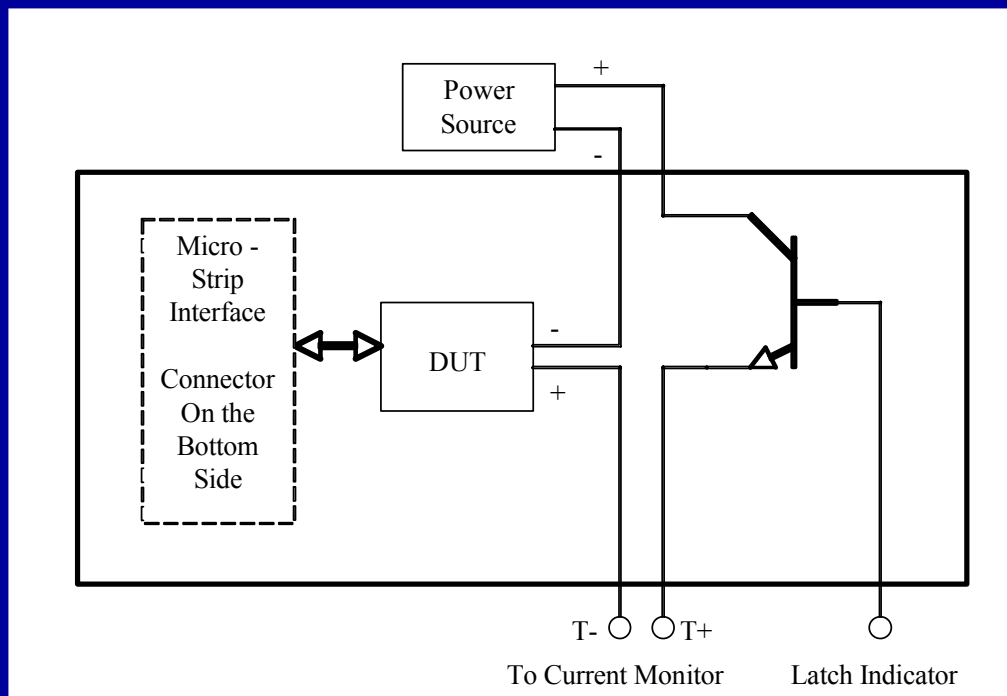 Power
Source
+
-
Micro -
Strip
Interface
Connector
On the
Bottom
Side
DUT
-
+
T-
T+
To Current Monitor
Latch Indicator